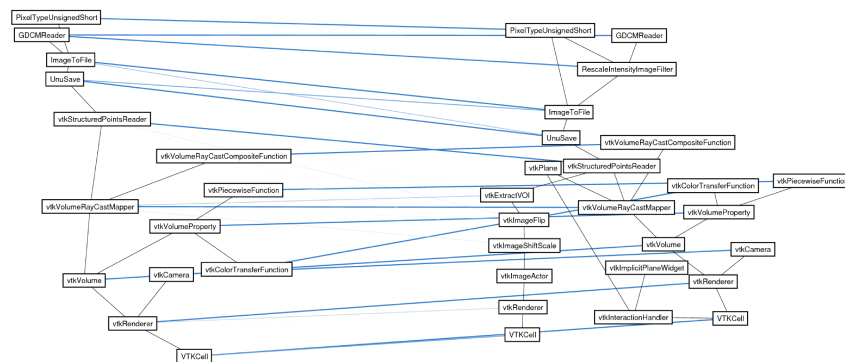 PixelTypeUnsignedShort
GDCMReader
ImageToFile
UnuSave
vtkStructuredPointsReader
vtkVolumeRayCastCompositeFunction
vtkPiecewiseFunction
vtkVolumeRayCastMapper
vtkVolumeProperty
vtkColorTransferFunction
vtkCamera
vtkVolume
vtkRenderer
VTKCell
PixelTypeUnsignedShort
GDCMReader
RescaleIntensityImageFilter
ImageToFile
UnuSave
vtkVolumeRayCastCompositeFunction
vtkPlane
vtkStructuredPointsReader
vtkPiecewiseFunction
vtkColorTransferFunction
vtkExtractVOI
vtkVolumeRayCastMapper
vtkVolumeProperty
vtkImageFlip
vtkVolume
vtkImageShiftScale
vtkCamera
vtkImplicitPlaneWidget
vtkImageActor
vtkRenderer
vtkRenderer
vtkInteractionHandler
VTKCell
VTKCell